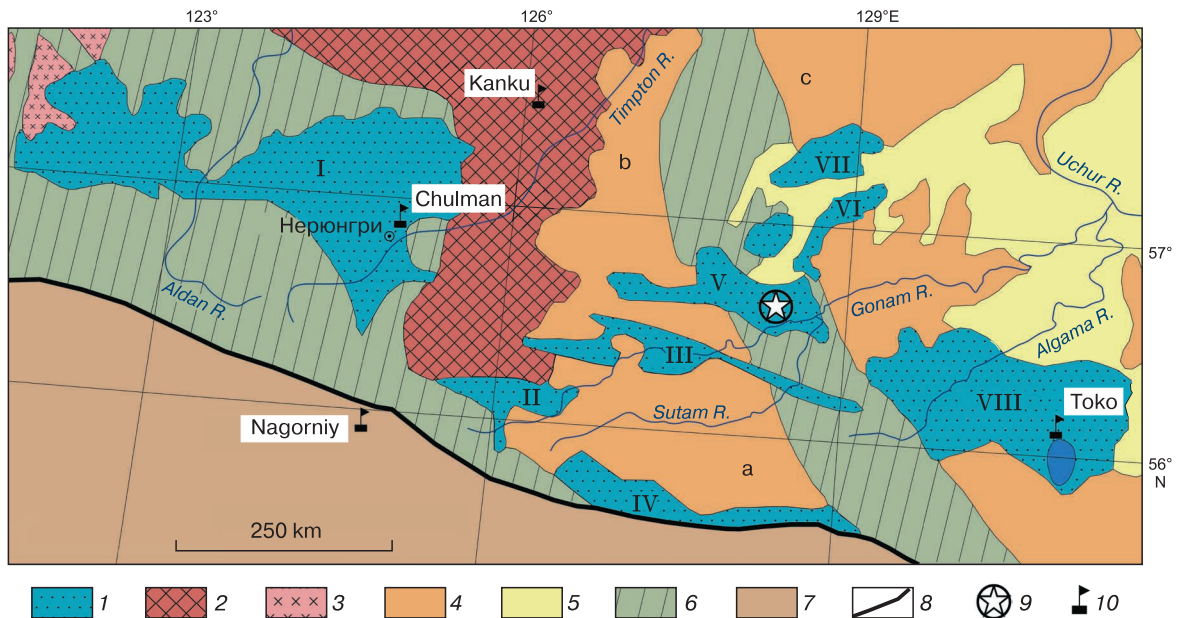 123° 126° 129°E
Kanku
Timpton R.
c
b
Uchur R.
VII
I
Chulman
VI
Нерюнгри
57°
V
Aldan R.
Gonam R.
Algama R.
III
II
VIII
Toko
Nagorniy
Sutam R.
56°
N
a
IV
250 km
1 2 3 4 5 6 7 8 9 10